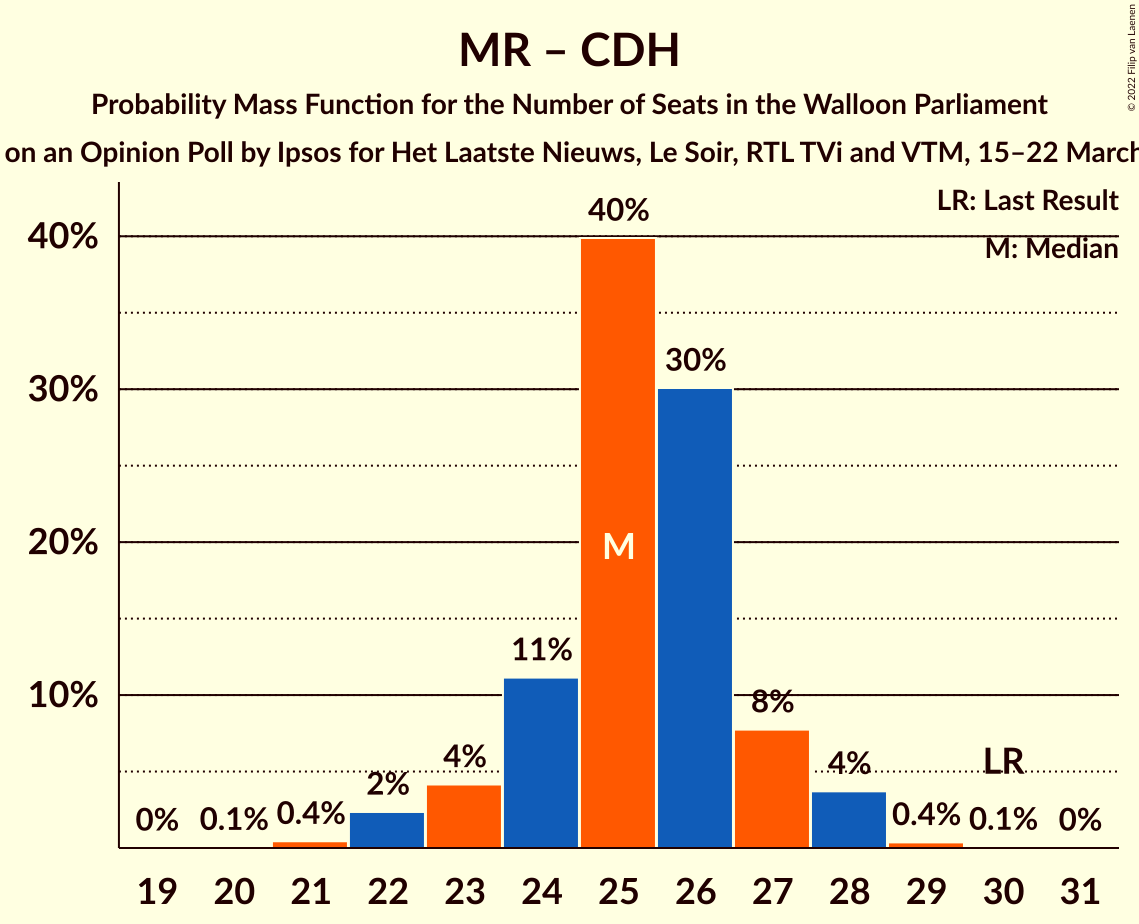 MR – CDH
Probability Mass Function for the Number of Seats in the Walloon Parliament
on an Opinion Poll by Ipsos for Het Laatste Nieuws, Le Soir, RTL TVi and VTM, 15–22 March
© 2022 Filip van Laenen
LR: Last Result
M: Median
40%
30%
20%
10%
0%
0.1%
0.4%
2%
4%
11%
40%
M
30%
8%
4%
0.4%
LR
0.1%
0%
19 20 21 22 23 24 25 26 27 28 29 30 31